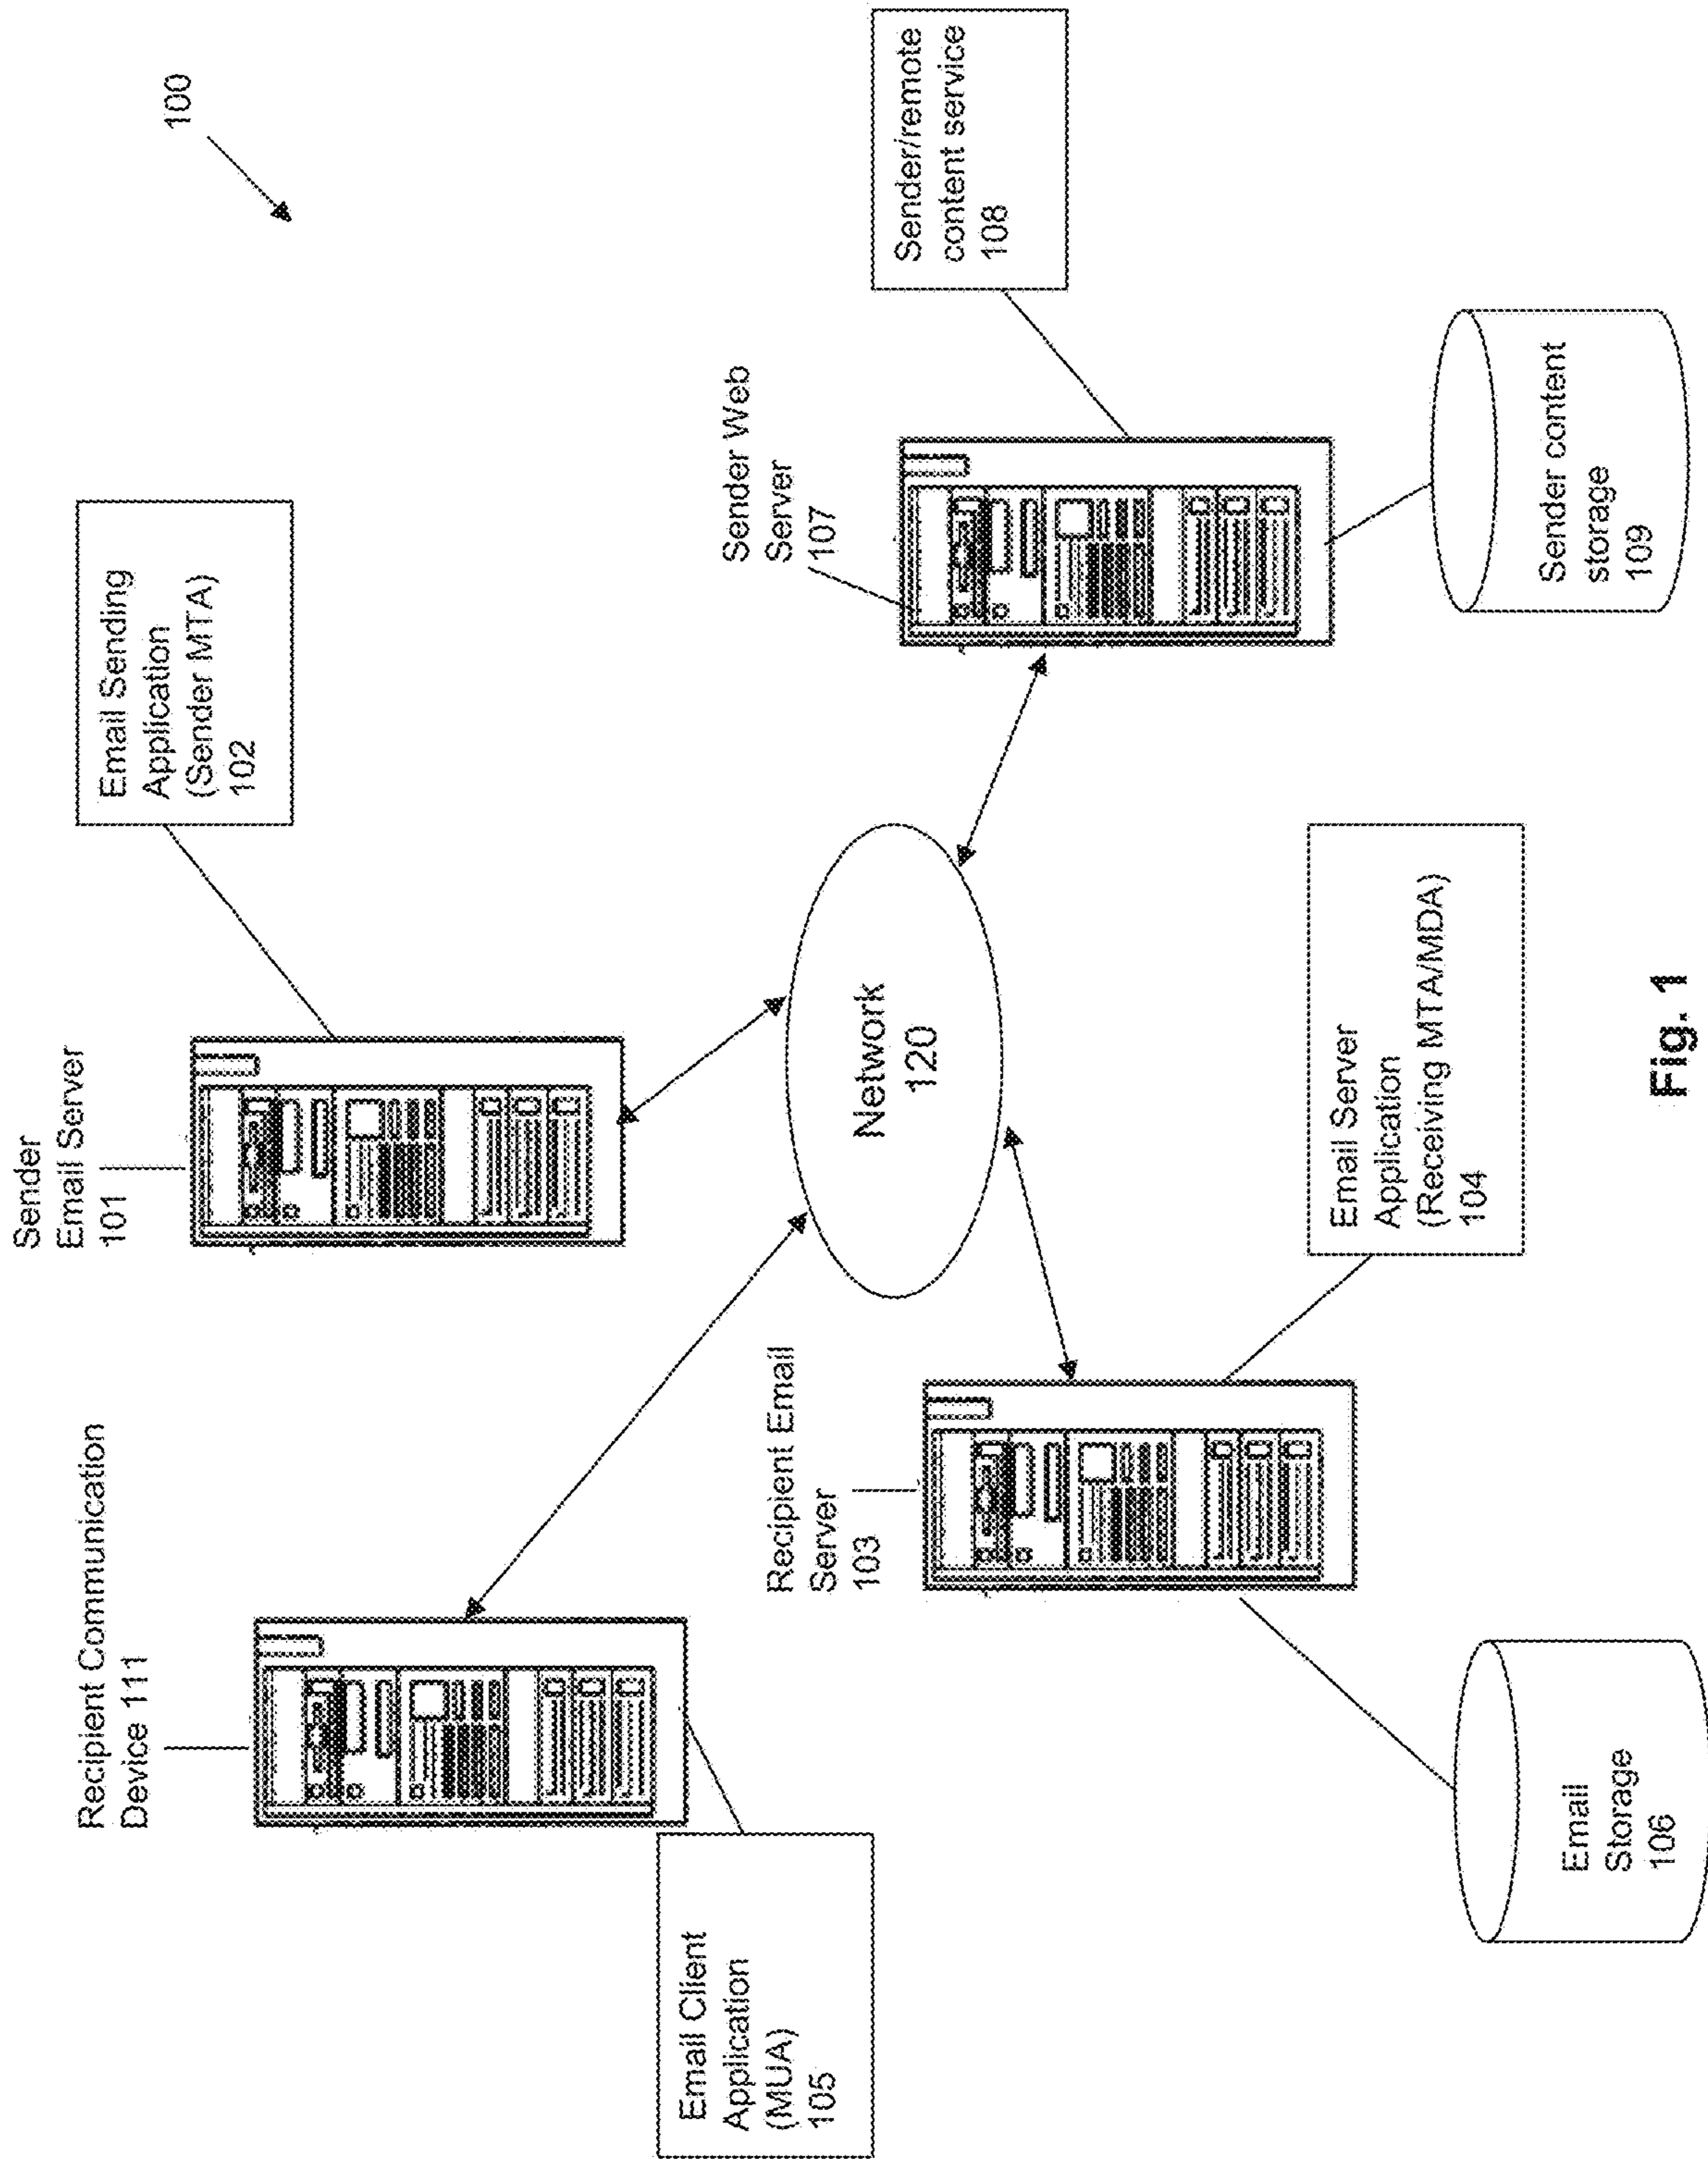 100
Sender
Email Server
101
Email Sending
Application
(Sender MTA)
102
Recipient Communication
Device 111
Email Client
Application
(MUA)
105
Network
120
Sender Web
Server
107
Sender/remote
content service
108
Recipient Email
Server
103
Email Server
Application
(Receiving MTA/MDA)
104
Email
Storage
106
Sender content
storage
109
Fig. 1